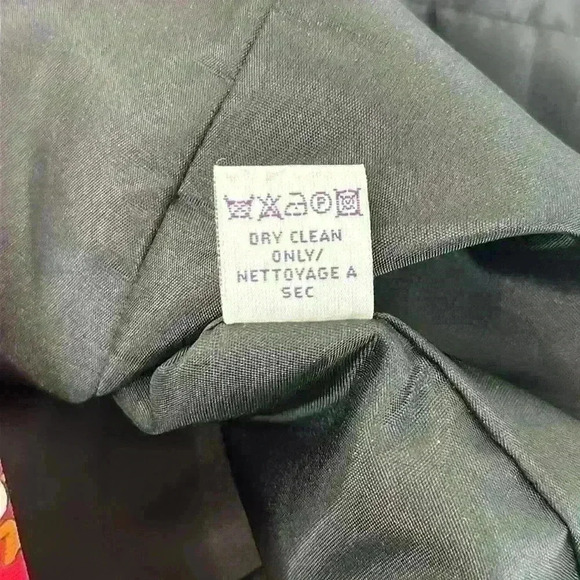 P
DRY CLEAN
ONLY/
NETTOYAGE A
SEC